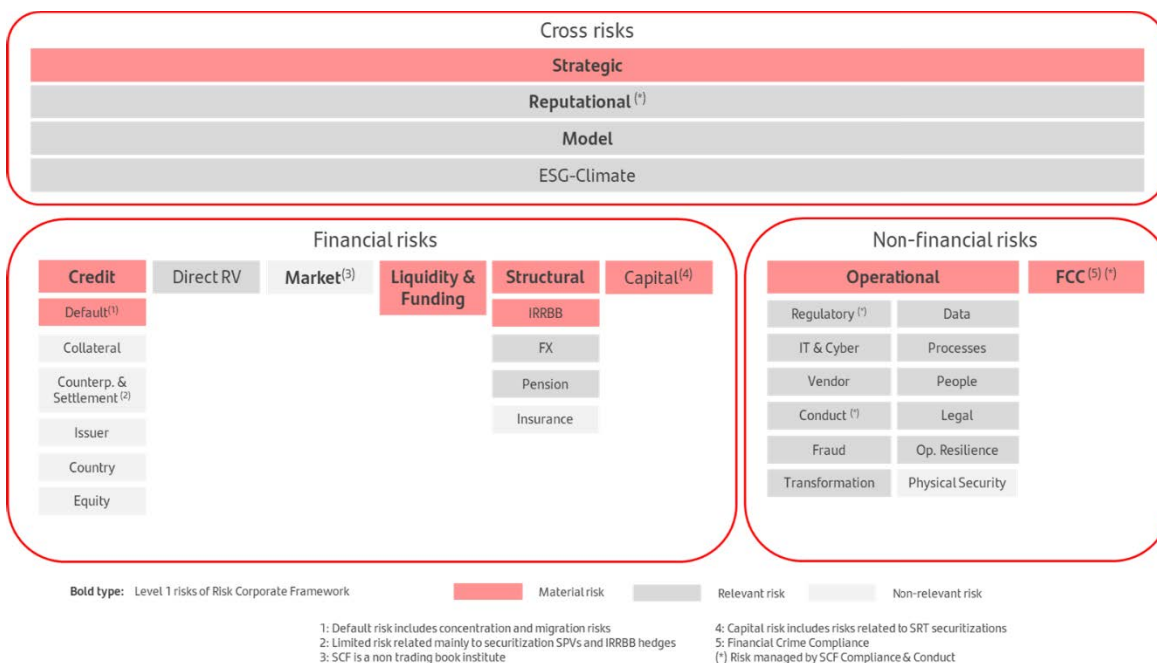 Cross risks
Strategic
Reputational (*)
Model
ESG-Climate
Financial risks
Credit
Direct RV
Market(3)
Liquidity &
Funding
Structural
Capital(4)
Default(1)
Collateral
Counterp. &
Settlement (2)
Issuer
Country
Equity
IRRBB
FX
Pension
Insurance
Non-financial risks
Operational
FCC (5) (*)
Regulatory (*)
Data
IT & Cyber
Processes
Vendor
People
Conduct (*)
Legal
Fraud
Op. Resilience
Transformation
Physical Security
Bold type: Level 1 risks of Risk Corporate Framework
Material risk
Relevant risk
Non-relevant risk
1: Default risk includes concentration and migration risks
2: Limited risk related mainly to securitization SPVs and IRRBB hedges
3: SCF is a non trading book institute
4: Capital risk includes risks related to SRT securitizations
5: Financial Crime Compliance
(*) Risk managed by SCF Compliance & Conduct